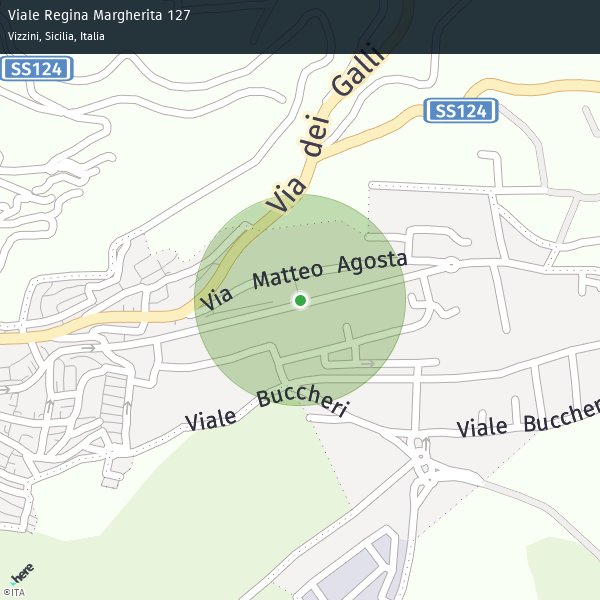 Viale Regina Margherita 127
Vizzini, Sicilia, Italia
SS124
Via dei Galli
SS124
Via Matteo Agosta
Viale Buccheri
Viale Buccher
here
©ITA